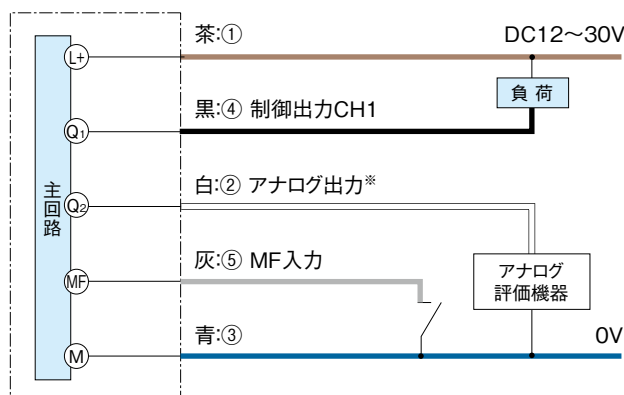 茶:① DC12〜30V
L+
負荷
黒:④ 制御出力CH1
Q1
主回路
白:② アナログ出力※
Q2
灰:⑤ MF入力
アナログ
評価機器
MF
青:③ 0V
M